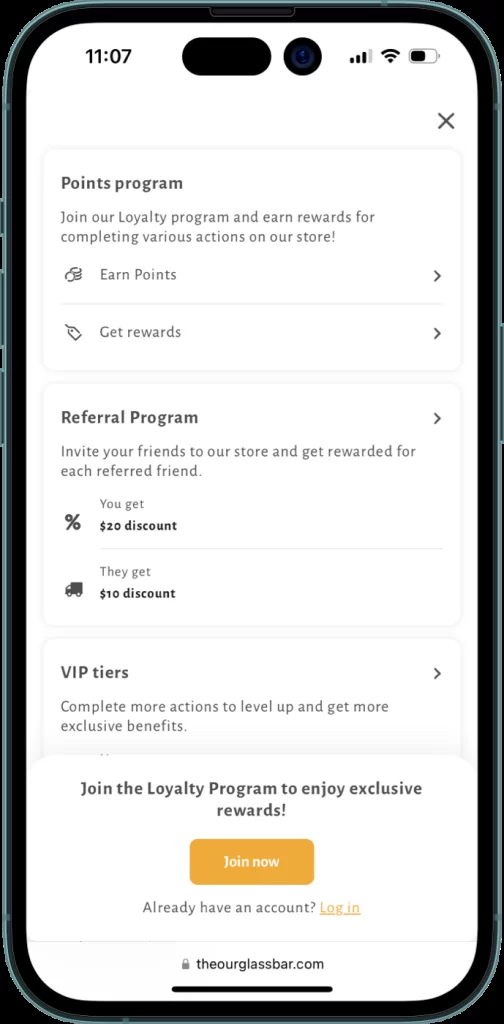 11:07
Points program
Join our Loyalty program and earn rewards for
completing various actions on our store!
Earn Points
Get rewards
Referral Program
Invite your friends to our store and get rewarded for
each referred friend.
You get
%
$20 discount
They get
$10 discount
VIP tiers
Complete more actions to level up and get more
exclusive benefits.
Join the Loyalty Program to enjoy exclusive
rewards!
Join now
Already have an account? Log in
theourglassbar.com